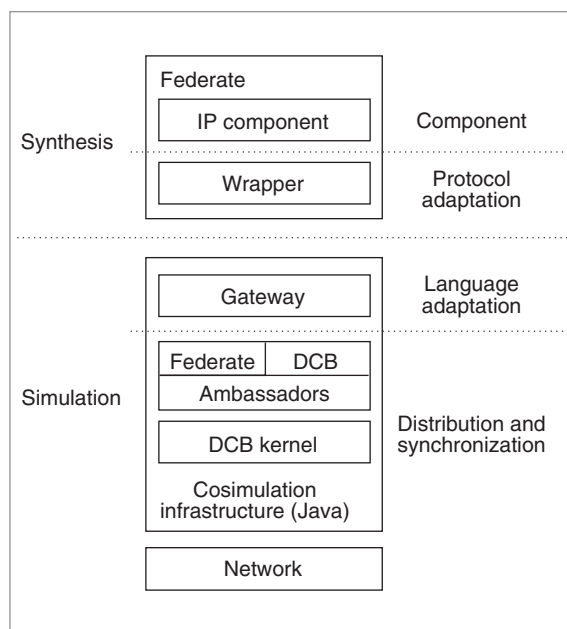 Federate
IP component
Component
Synthesis
Wrapper
Protocol
adaptation
Gateway
Language
adaptation
Federate
DCB
Ambassadors
Simulation
DCB kernel
Distribution and
synchronization
Cosimulation
infrastructure (Java)
Network